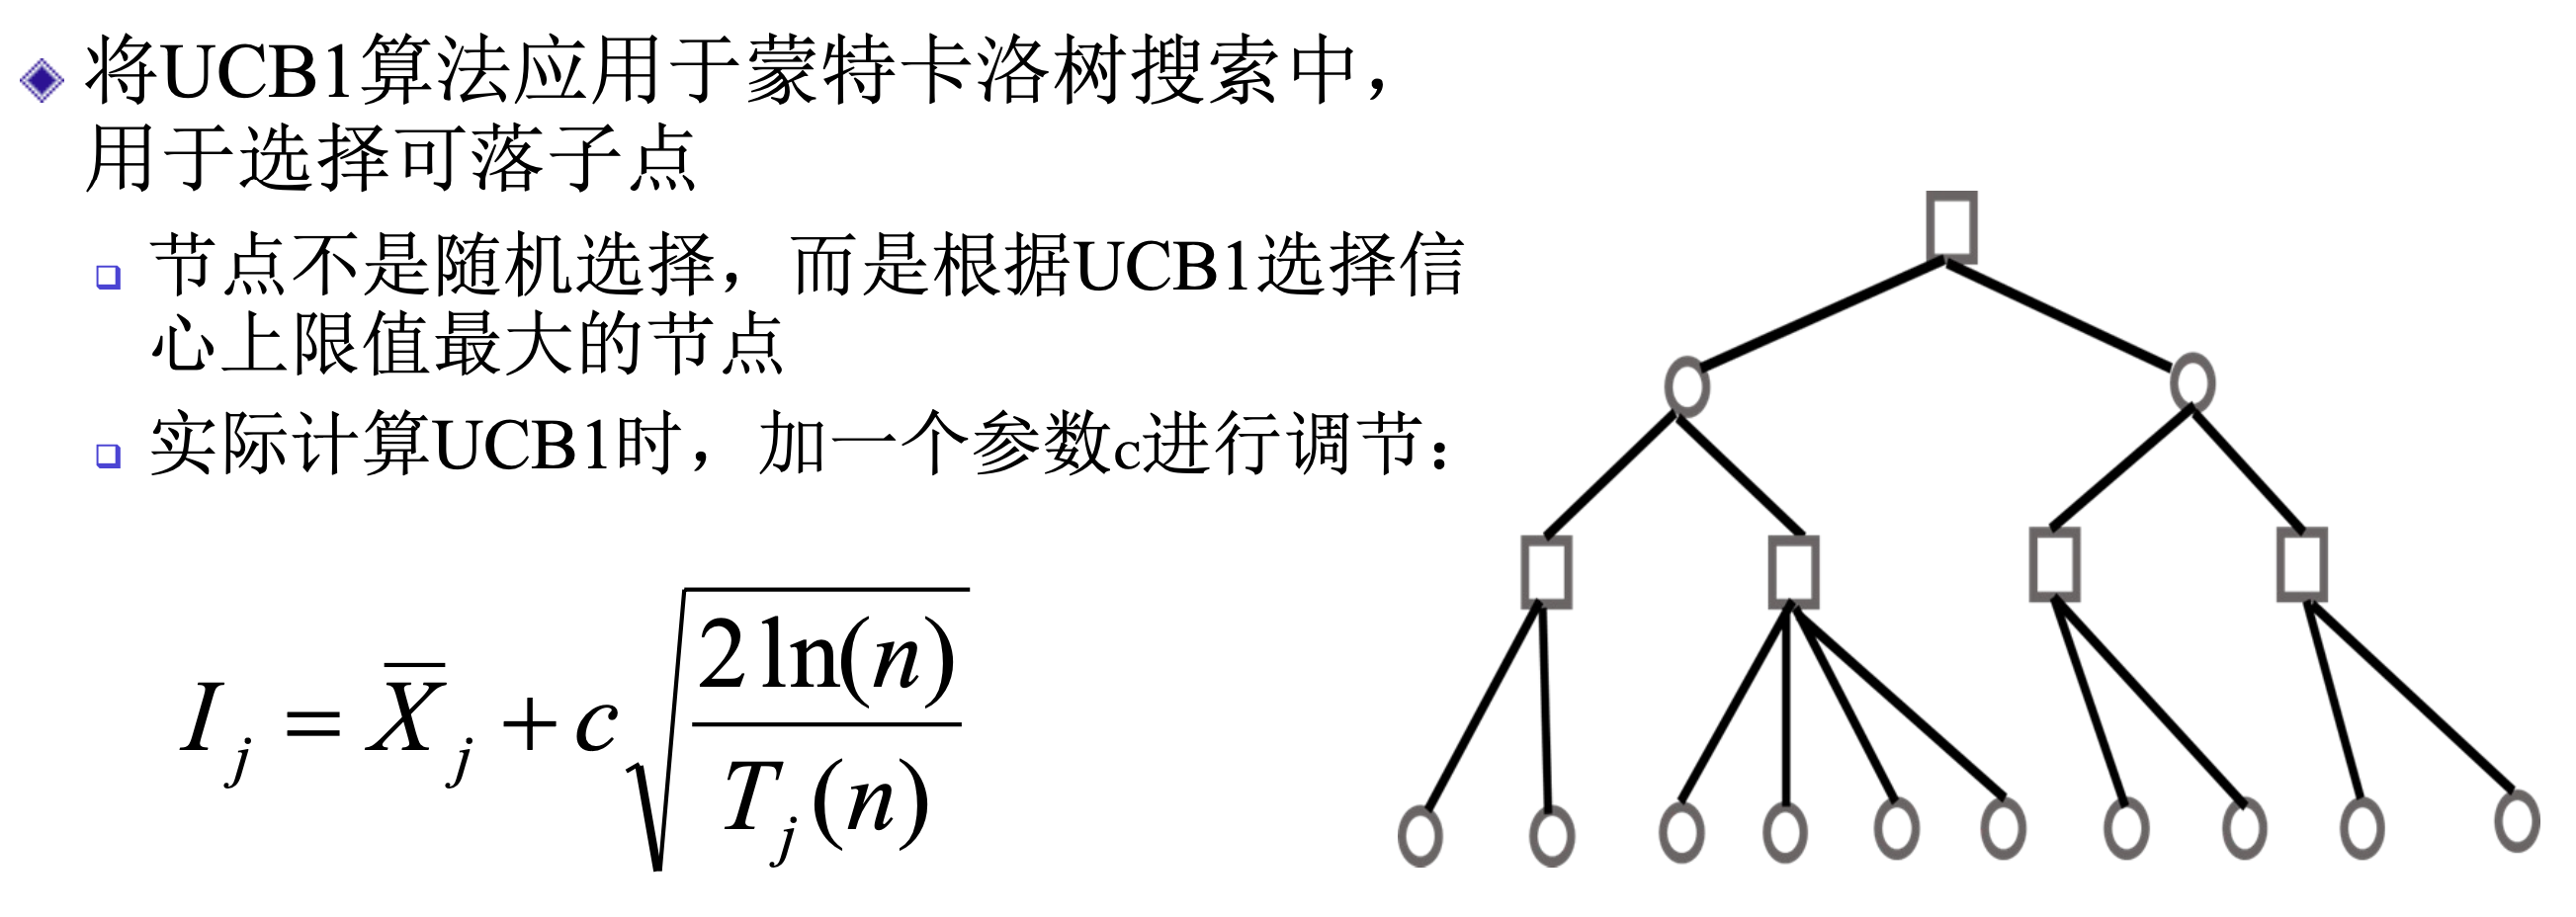 将UCB1算法应用于蒙特卡洛树搜索中，
用于选择可落子点
节点不是随机选择，而是根据UCB1选择信
心上限值最大的节点
实际计算UCB1时，加一个参数c进行调节：
$I_j = \overline{X}_j + c\sqrt{\frac{2\ln(n)}{T_j(n)}}$